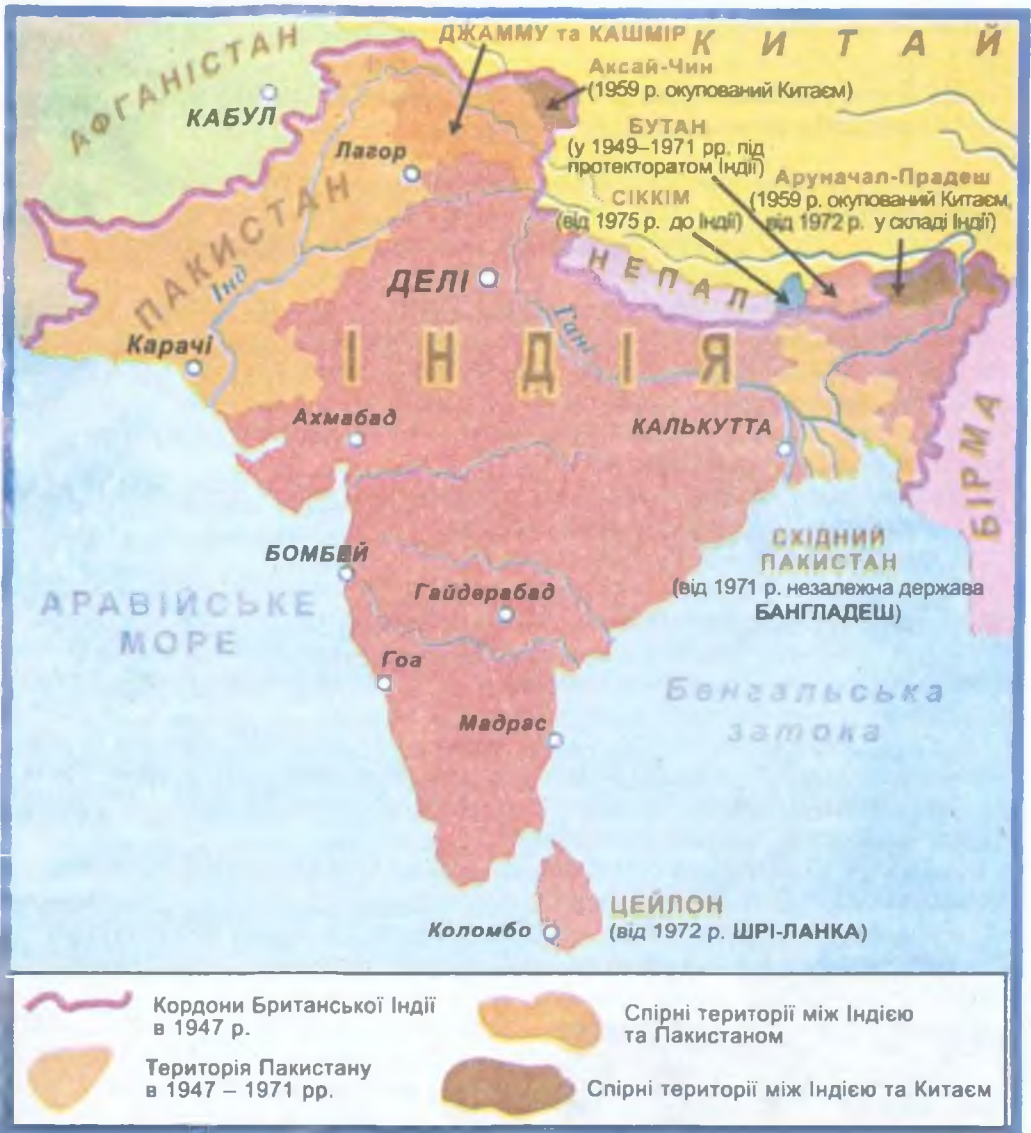 ДЖАММУ та КАШМІР
КИТАЙ
АФГАНІСТАН
Аксай-Чин
(1959 р. окупований Китаєм)
КАБУЛ
БУТАН
(у 1949–1971 рр. під
протекторатом Індії)
Лагор
Аруначал-Прадеш
(1959 р. окупований Китаєм,
від 1972 р. у складі Індії)
СІККІМ
(від 1975 р. до Індії)
ПАКИСТАН
Інд
НЕПАЛ
ДЕЛІ
Ганг
Карачі
ІНДІЯ
Ахмабад
КАЛЬКУТТА
БІРМА
СХІДНИЙ
ПАКИСТАН
(від 1971 р. незалежна держава
БАНГЛАДЕШ)
БОМБЕЙ
Гайдерабад
АРАВІЙСЬКЕ
МОРЕ
Гоа
Бенгальська
затока
Мадрас
ЦЕЙЛОН
(від 1972 р. ШРІ-ЛАНКА)
Коломбо
Кордони Британської Індії
в 1947 р.
Територія Пакистану
в 1947 – 1971 рр.
Спірні території між Індією
та Пакистаном
Спірні території між Індією та Китаєм